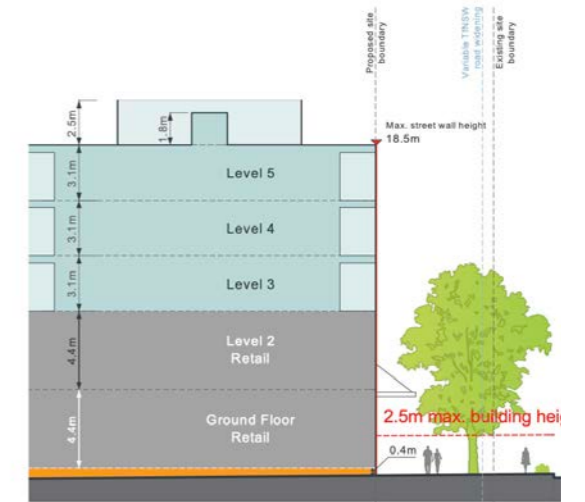 Proposed site
boundary
Variable TfNSW
road widening
Existing site
boundary
2.5m
1.8m
Max. street wall height
18.5m
3.1m
Level 5
3.1m
Level 4
3.1m
Level 3
4.4m
Level 2
Retail
4.4m
Ground Floor
Retail
2.5m max. building heig
0.4m